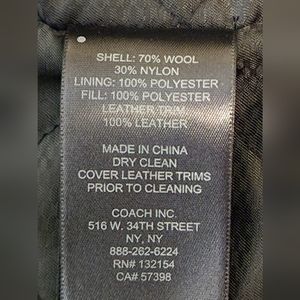 SHELL: 70% WOOL
30% NYLON
LINING: 100% POLYESTER
FILL: 100% POLYESTER
LEATHER TRIM
100% LEATHER
MADE IN CHINA
DRY CLEAN
COVER LEATHER TRIMS
PRIOR TO CLEANING
COACH INC.
516 W. 34TH STREET
NY, NY
888-262-6224
RN# 132154
CA# 57398